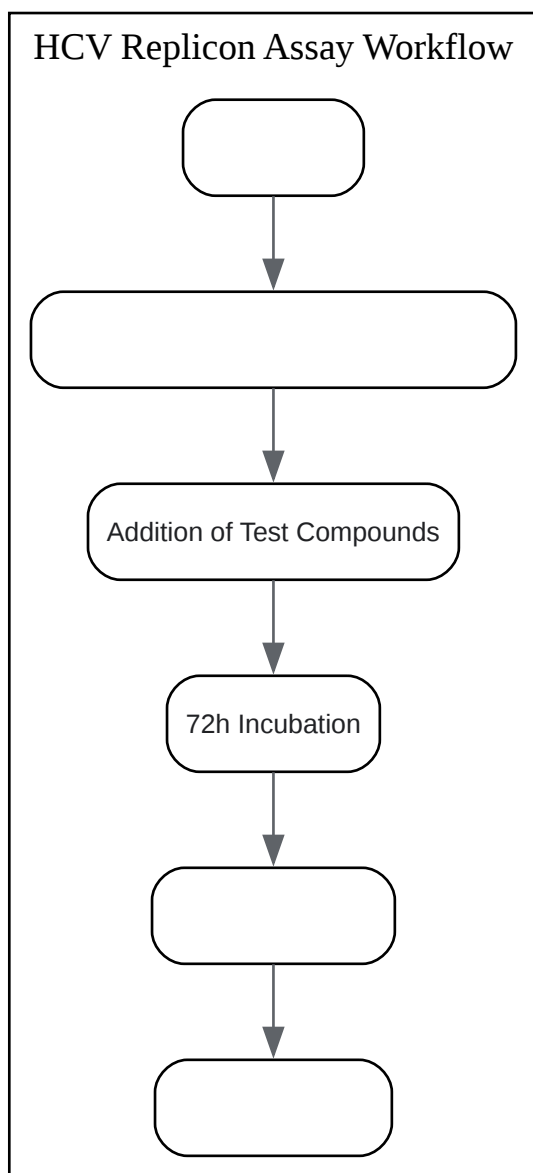 HCV Replicon Assay Workflow
Addition of Test Compounds
72h Incubation